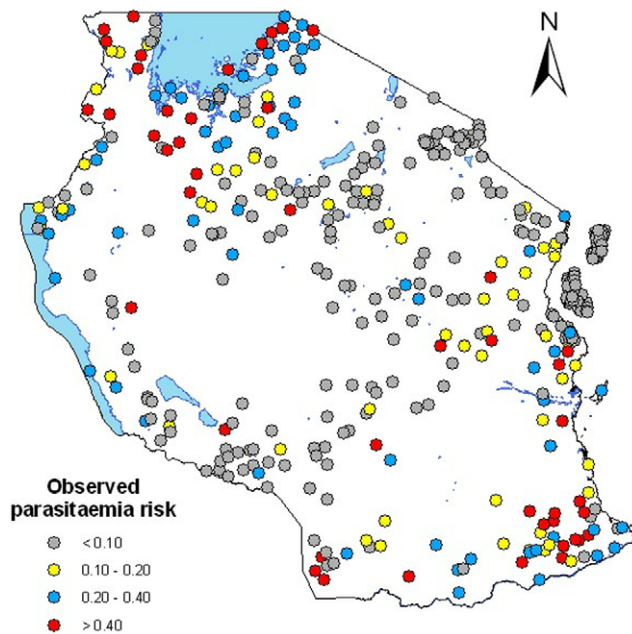 N
Observed
parasitaemia risk
< 0.10
0.10 - 0.20
0.20 - 0.40
> 0.40